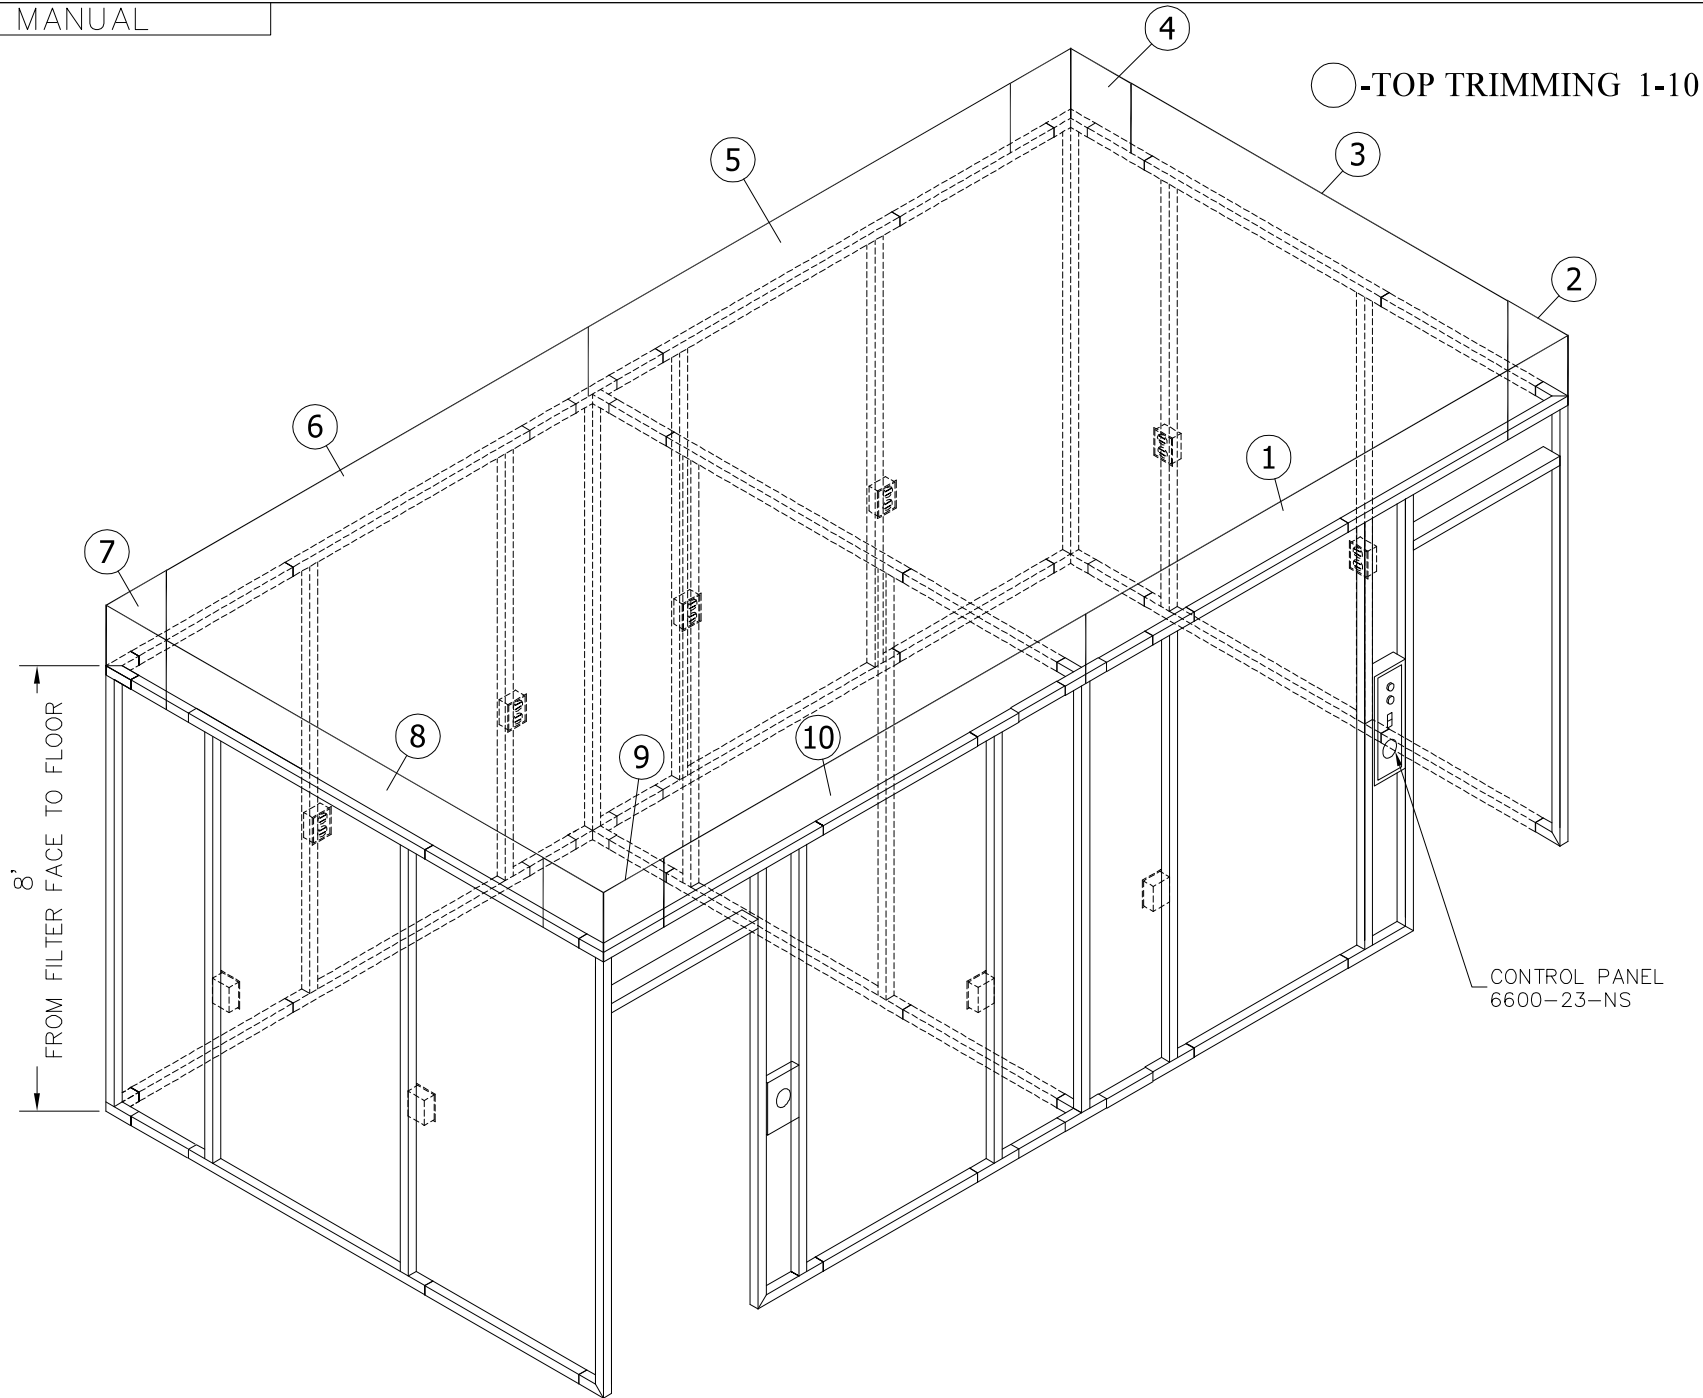 MANUAL
4
-TOP TRIMMING 1-10
3
5
2
6
1
7
8
9
10
8'
FROM FILTER FACE TO FLOOR
CONTROL PANEL
6600-23-NS